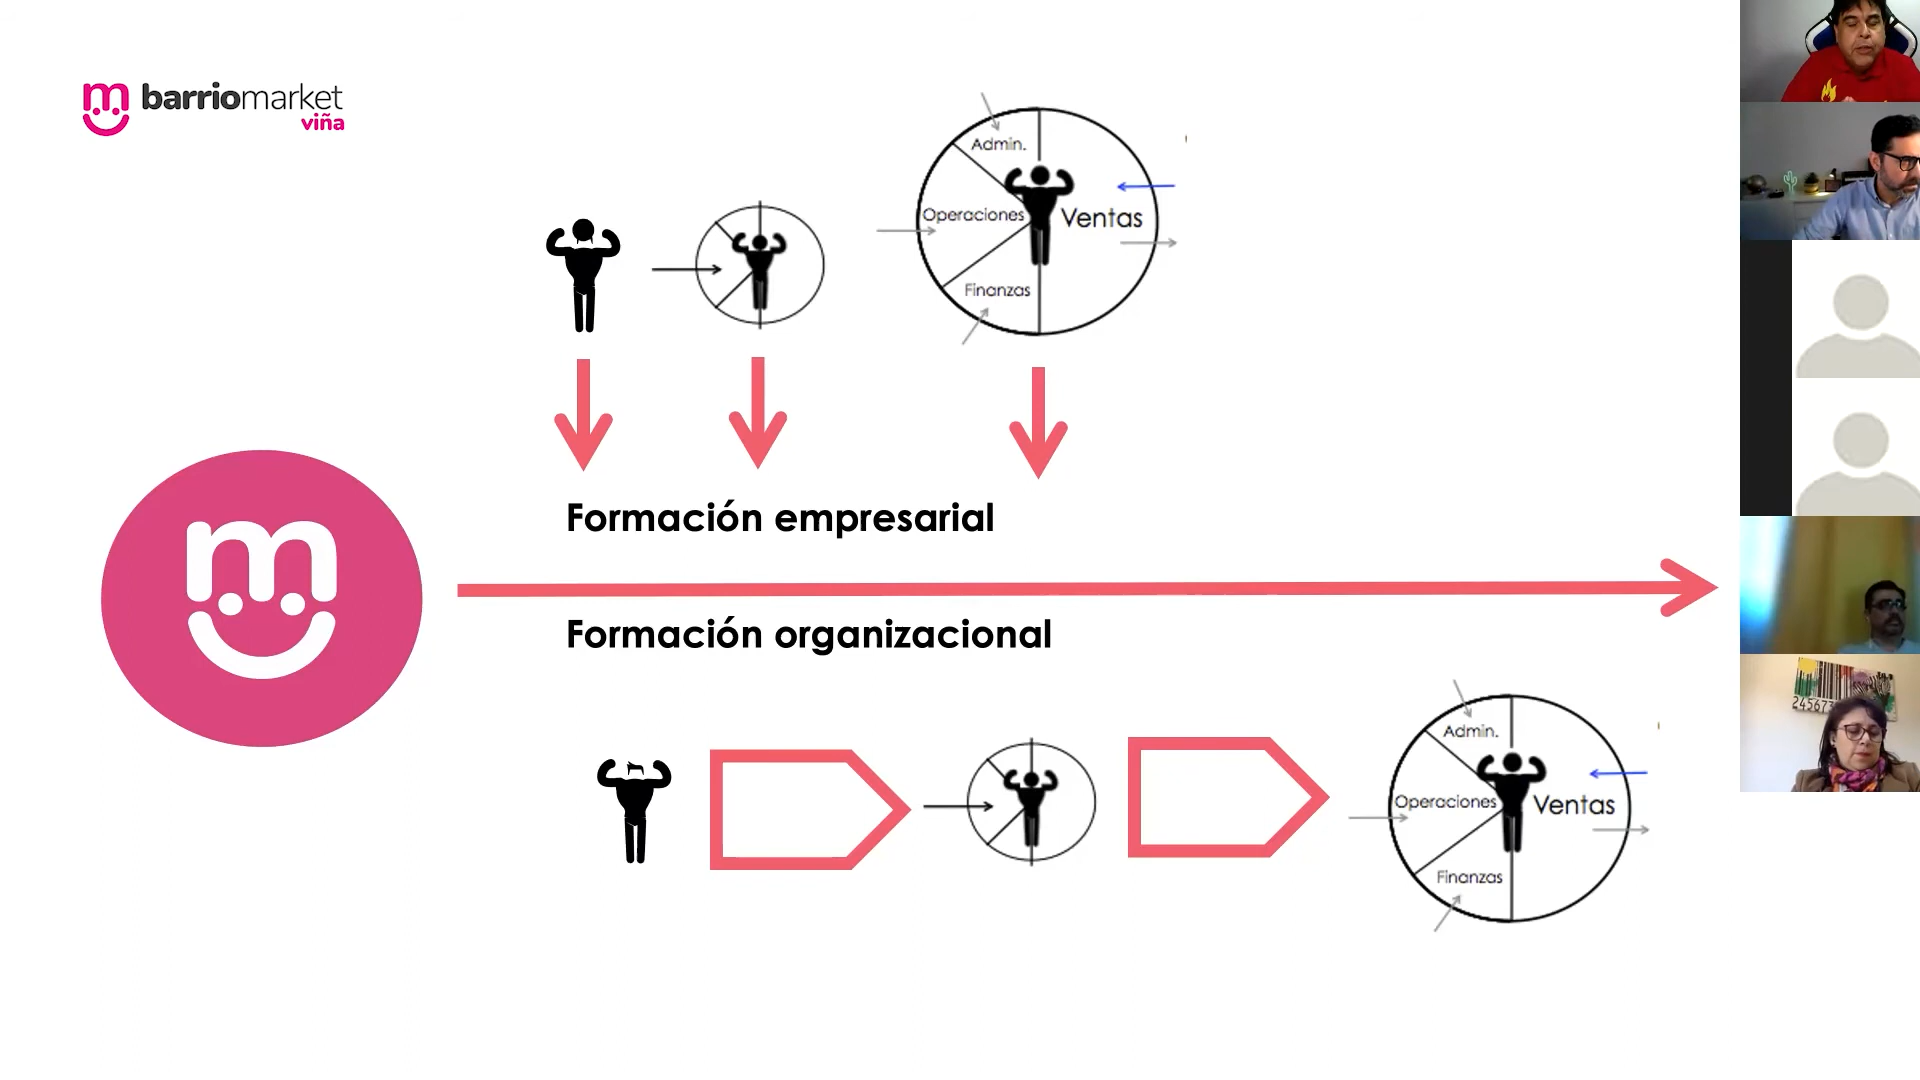 barriomarket
viña
Admin.
Operaciones
Ventas
Finanzas
Formación empresarial
Formación organizacional
Admin.
Operaciones
Ventas
Finanzas